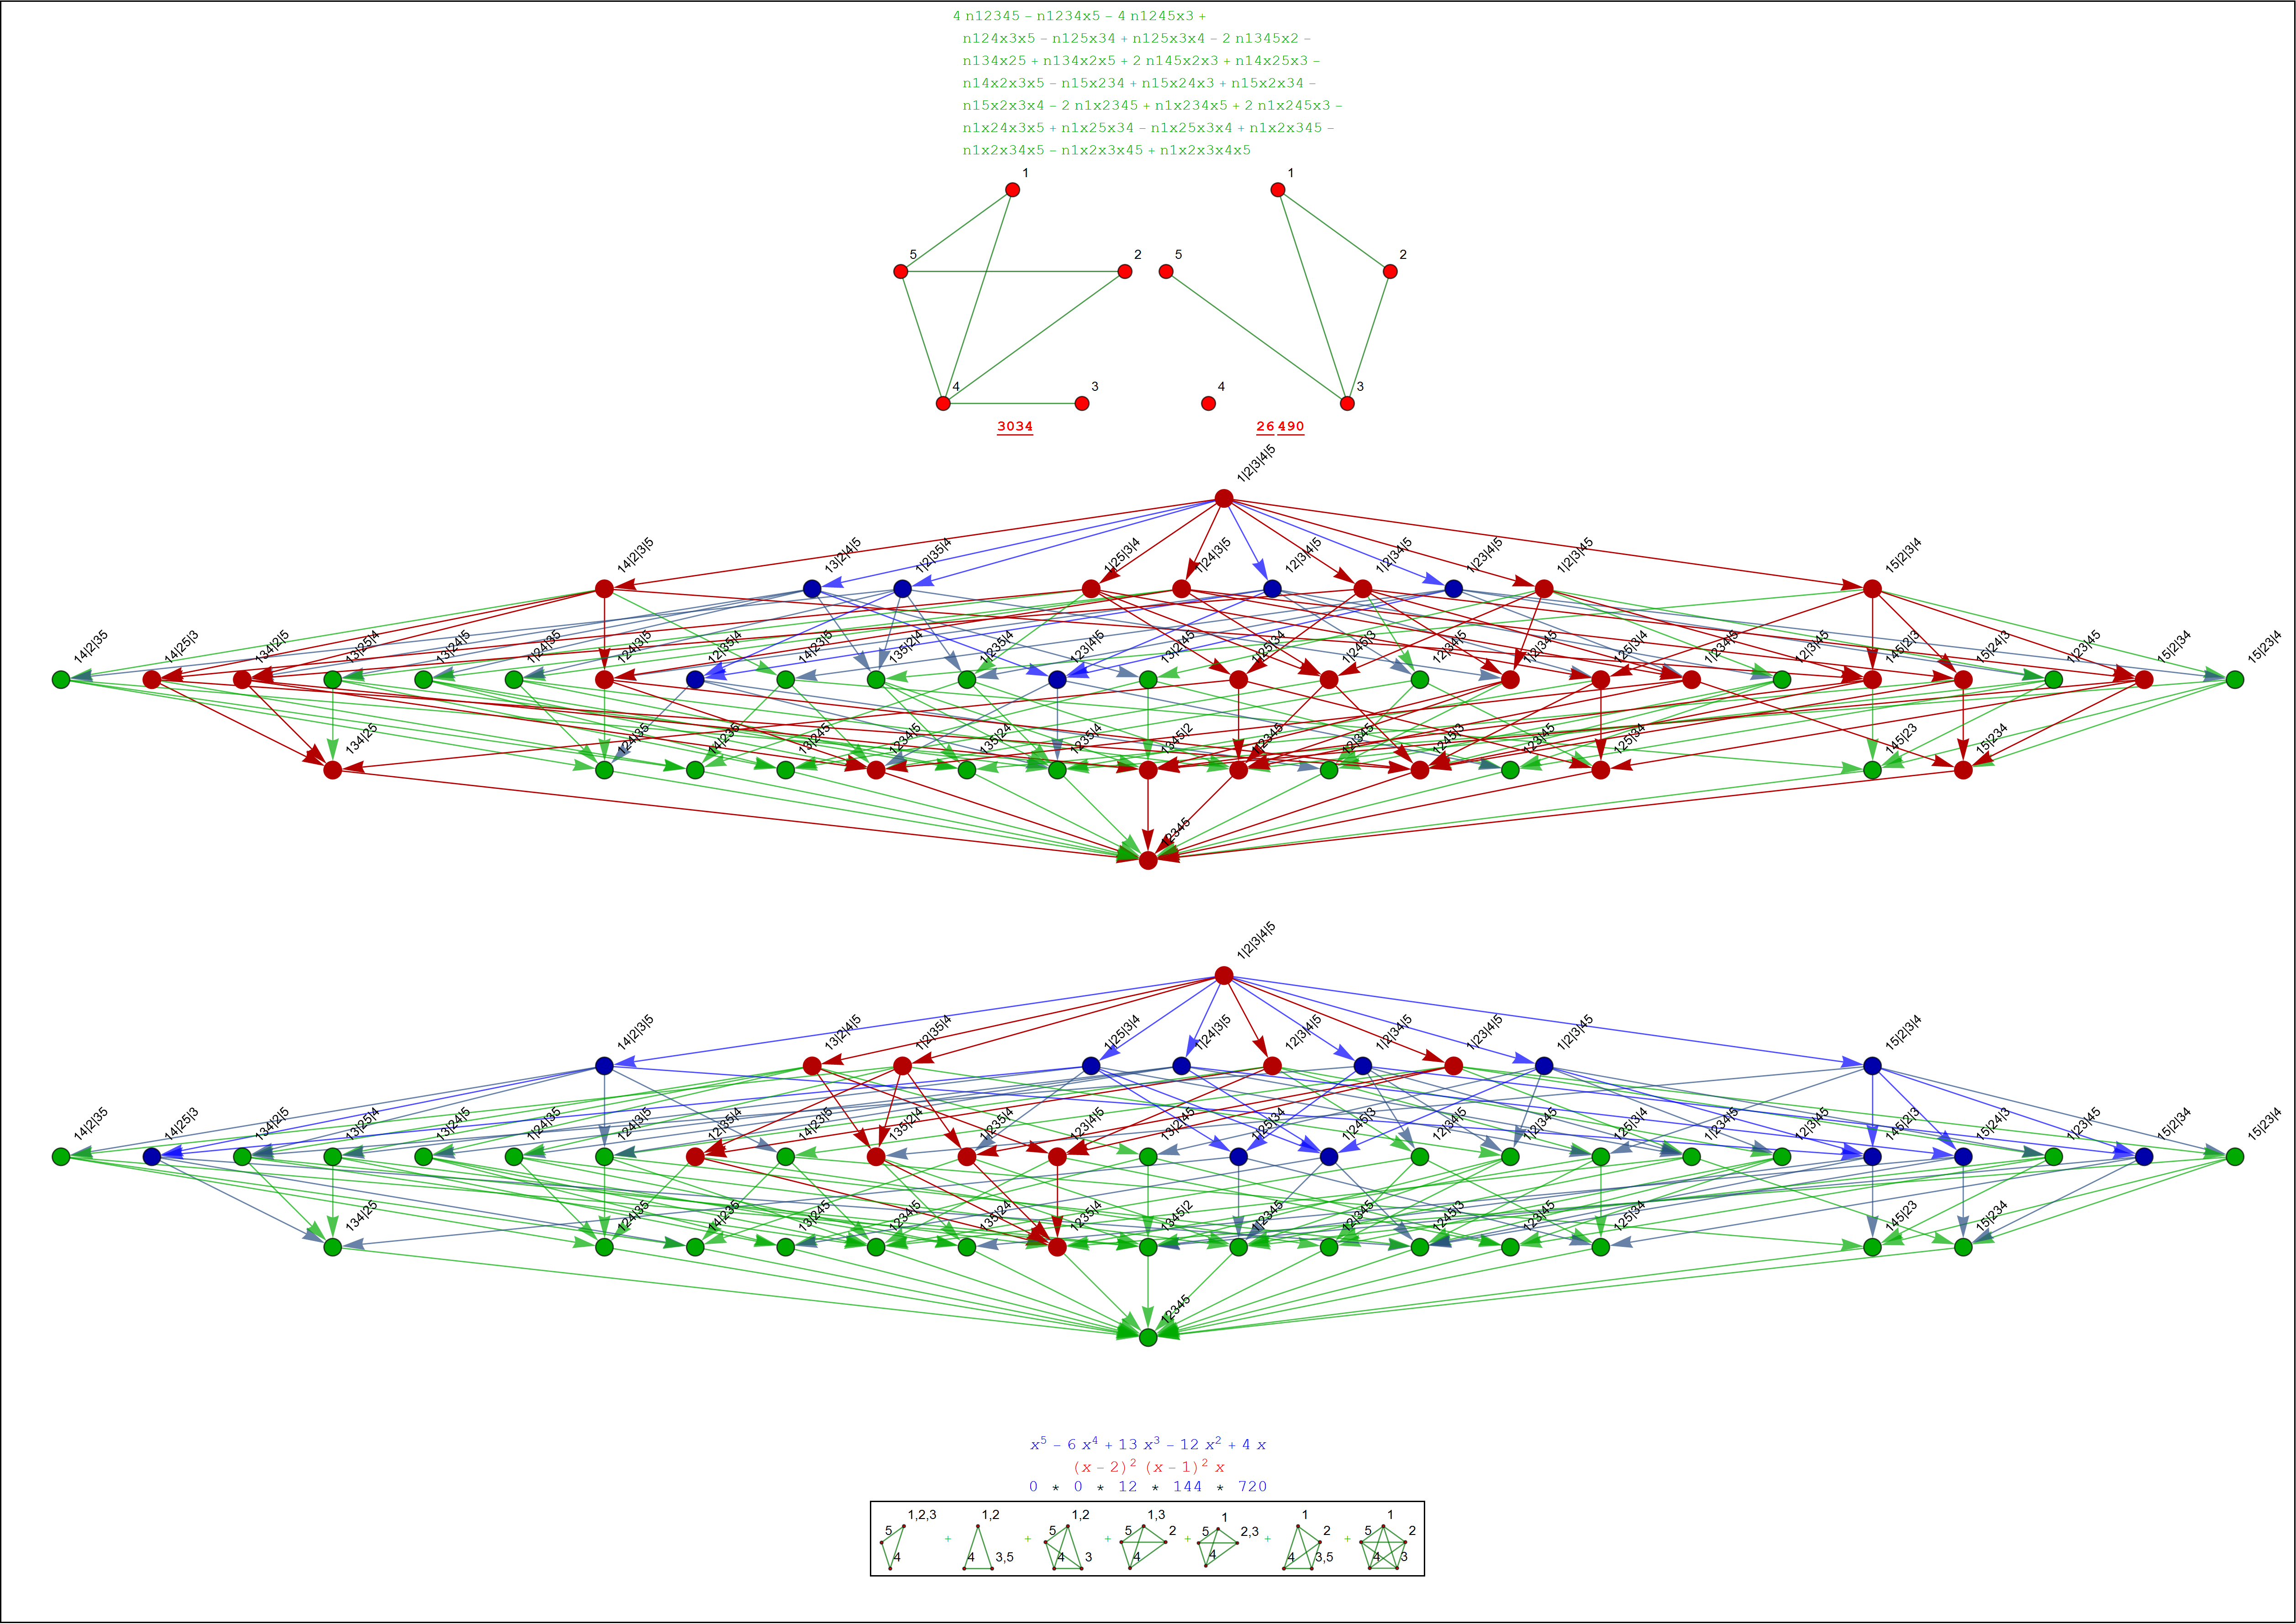 4 n12345 − n1234x5 − 4 n1245x3 +
n124x3x5 − n125x34 + n125x3x4 − 2 n1345x2 −
n134x25 + n134x2x5 + 2 n145x2x3 + n14x25x3 −
n14x2x3x5 − n15x234 + n15x24x3 + n15x2x34 −
n15x2x3x4 − 2 n1x2345 + n1x234x5 + 2 n1x245x3 −
n1x24x3x5 + n1x25x34 − n1x25x3x4 + n1x2x345 −
n1x2x34x5 − n1x2x3x45 + n1x2x3x4x5
1 1
5 2 5 2
4 3 4 3
3034 26 490
1|2|3|4|5
14|2|3|5 13|2|4|5 1|2|35|4 1|25|3|4 1|24|3|5 12|3|4|5 1|2|34|5 1|23|4|5 1|2|3|45 15|2|3|4
14|2|35 14|25|3 134|2|5 13|25|4 13|24|5 1|24|35 124|3|5 12|35|4 14|23|5 135|2|4 1|235|4 123|4|5 13|2|45 1|25|34 1|245|3 12|34|5 1|2|345 125|3|4 1|234|5 12|3|45 145|2|3 15|24|3 1|23|45 15|2|34 15|23|4
134|25 124|35 14|235 13|245 1234|5 135|24 1235|4 1345|2 1|2345 12|345 1245|3 123|45 125|34 145|23 15|234
12345
1|2|3|4|5
14|2|3|5 13|2|4|5 1|2|35|4 1|25|3|4 1|24|3|5 12|3|4|5 1|2|34|5 1|23|4|5 1|2|3|45 15|2|3|4
14|2|35 14|25|3 134|2|5 13|25|4 13|24|5 1|24|35 124|3|5 12|35|4 14|23|5 135|2|4 1|235|4 123|4|5 13|2|45 1|25|34 1|245|3 12|34|5 1|2|345 125|3|4 1|234|5 12|3|45 145|2|3 15|24|3 1|23|45 15|2|34 15|23|4
134|25 124|35 14|235 13|245 1234|5 135|24 1235|4 1345|2 1|2345 12|345 1245|3 123|45 125|34 145|23 15|234
12345
x⁵ − 6 x⁴ + 13 x³ − 12 x² + 4 x
(x − 2)² (x − 1)² x
0 * 0 * 12 * 144 * 720
1,2,3 1,2 1,2 1,3 1 1 1
5 5 5 2 5 2,3 2 5 2
+ + + + + +
4 4 3,5 4 3 4 4 4 3,5 4 3